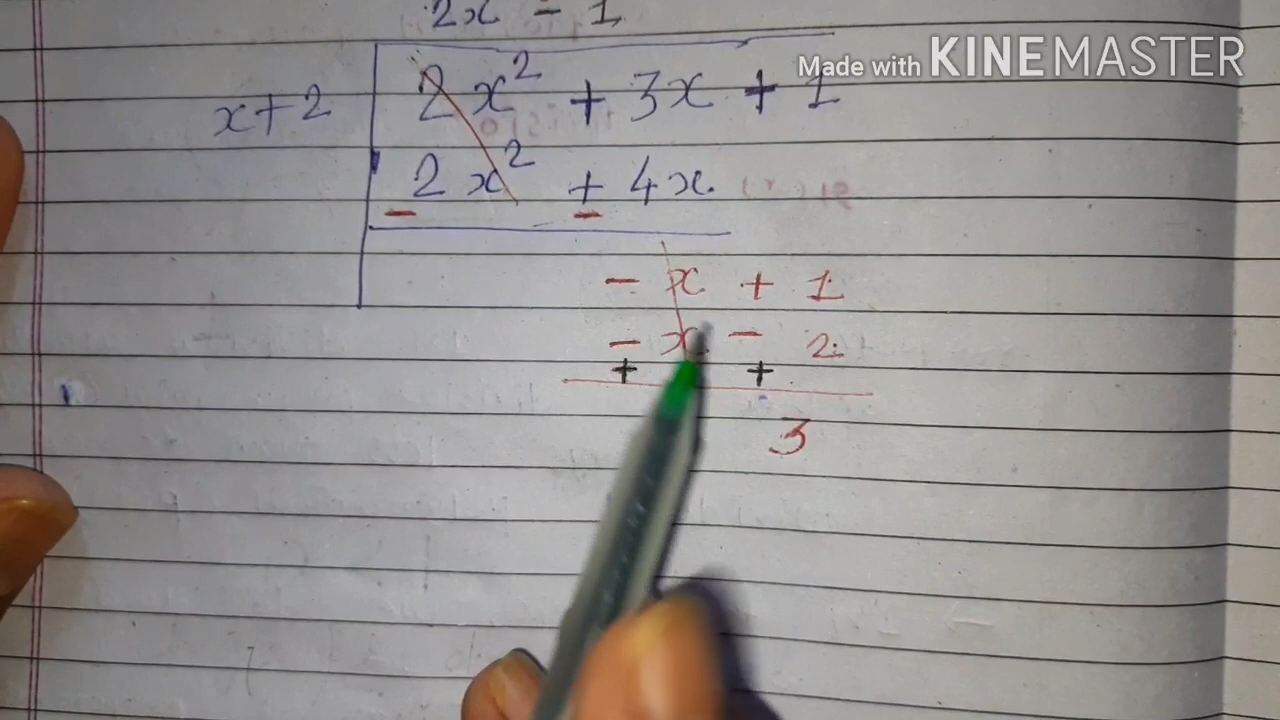 2x - 1
Made with KINEMASTER
x+2 2x² + 3x + 1
2x² + 4x
- -
- x + 1
- x - 2
+ +
3